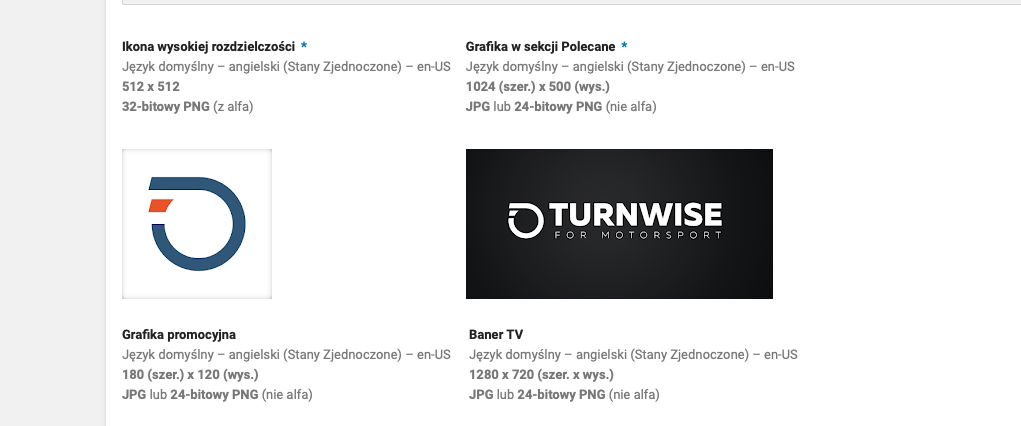 Ikona wysokiej rozdzielczości *
Język domyślny – angielski (Stany Zjednoczone) – en-US
512 x 512
32-bitowy PNG (z alfa)
Grafika w sekcji Polecane *
Język domyślny – angielski (Stany Zjednoczone) – en-US
1024 (szer.) x 500 (wys.)
JPG lub 24-bitowy PNG (nie alfa)
TURNWISE
FOR MOTORSPORT
Grafika promocyjna
Język domyślny – angielski (Stany Zjednoczone) – en-US
180 (szer.) x 120 (wys.)
JPG lub 24-bitowy PNG (nie alfa)
Baner TV
Język domyślny – angielski (Stany Zjednoczone) – en-US
1280 x 720 (szer. x wys.)
JPG lub 24-bitowy PNG (nie alfa)